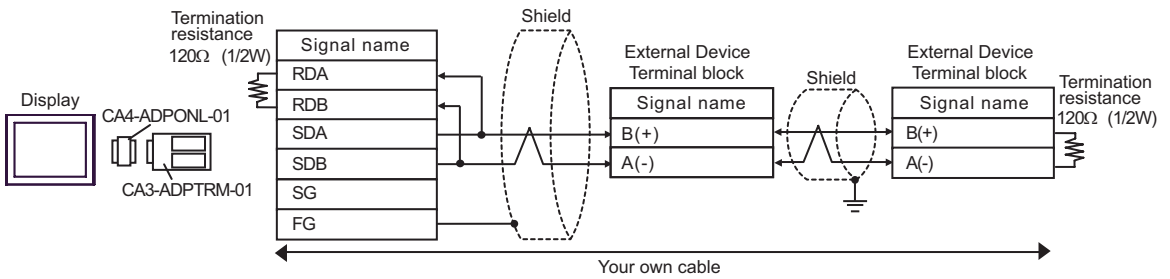 Termination
resistance
120Ω (1/2W)
Display
CA4-ADPONL-01
CA3-ADPTRM-01
Signal name
RDA
RDB
SDA
SDB
SG
FG
Shield
External Device
Terminal block
Signal name
B(+)
A(-)
Shield
External Device
Terminal block
Signal name
B(+)
A(-)
Termination
resistance
120Ω (1/2W)
Your own cable